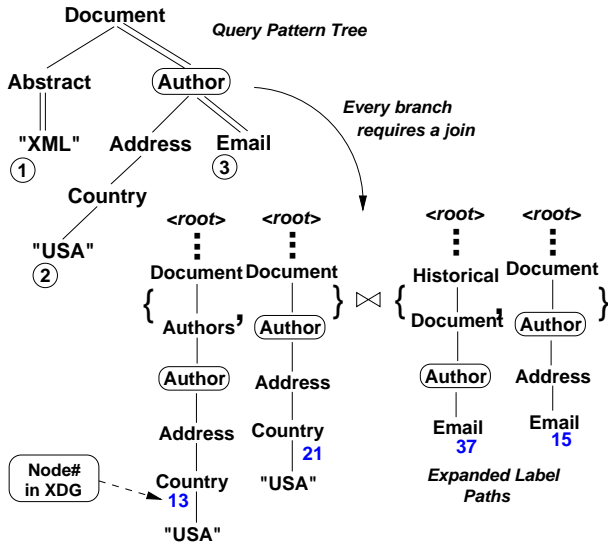 Document
Query Pattern Tree
Abstract
Author
Every branch
requires a join
"XML"
Address
Email
1
3
Country
"USA"
2
<root>
<root>
<root>
<root>
Document
Document
Historical
Document
{
,
}
⋈
{
,
}
Authors
Author
Document
Author
Author
Address
Author
Address
Address
Country
21
Email
37
Email
15
Node#
in XDG
Country
13
"USA"
Expanded Label
Paths
"USA"